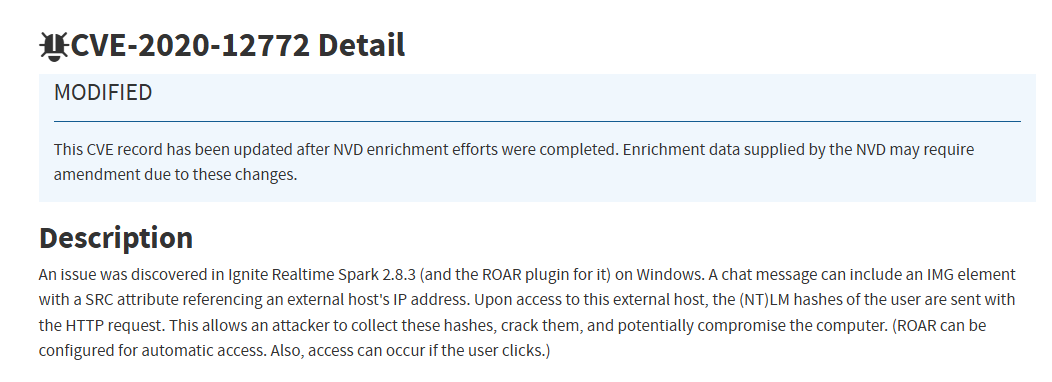 CVE-2020-12772 Detail
MODIFIED
This CVE record has been updated after NVD enrichment efforts were completed. Enrichment data supplied by the NVD may require
amendment due to these changes.
Description
An issue was discovered in Ignite Realtime Spark 2.8.3 (and the ROAR plugin for it) on Windows. A chat message can include an IMG element
with a SRC attribute referencing an external host's IP address. Upon access to this external host, the (NT)LM hashes of the user are sent with
the HTTP request. This allows an attacker to collect these hashes, crack them, and potentially compromise the computer. (ROAR can be
configured for automatic access. Also, access can occur if the user clicks.)